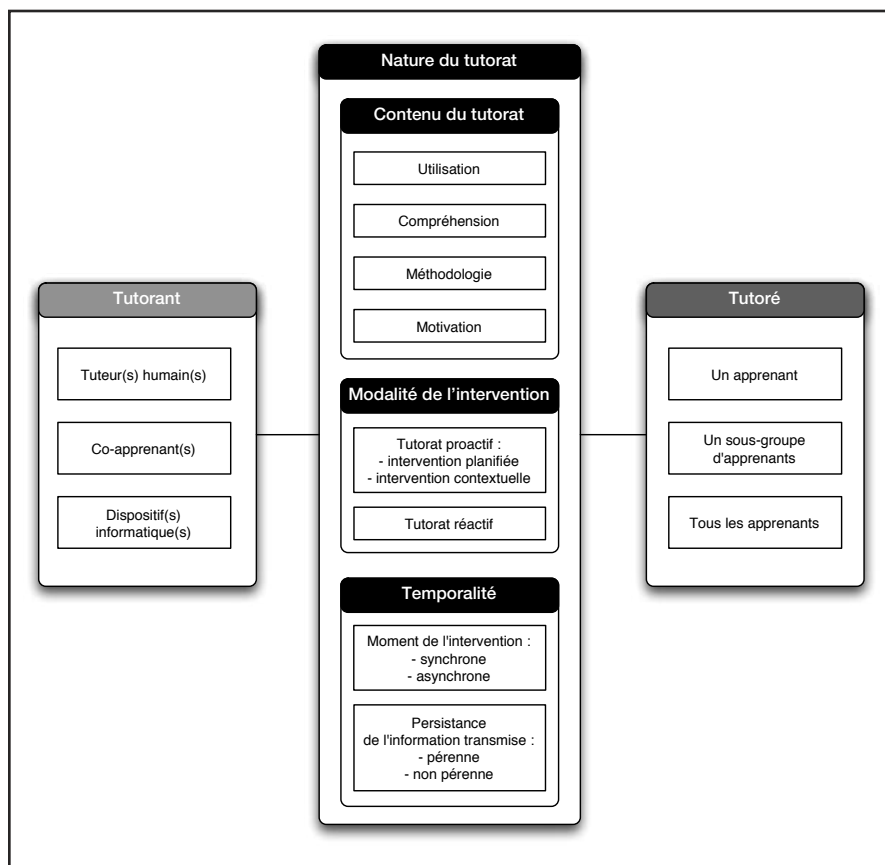 Nature du tutorat
Contenu du tutorat
Utilisation
Compréhension
Méthodologie
Motivation
Modalité de l'intervention
Tutorat proactif :
- intervention planifiée
- intervention contextuelle
Tutorat réactif
Temporalité
Moment de l'intervention :
- synchrone
- asynchrone
Persistance
de l'information transmise :
- pérenne
- non pérenne
Tutorant
Tuteur(s) humain(s)
Co-apprenant(s)
Dispositif(s)
informatique(s)
Tutoré
Un apprenant
Un sous-groupe
d'apprenants
Tous les apprenants